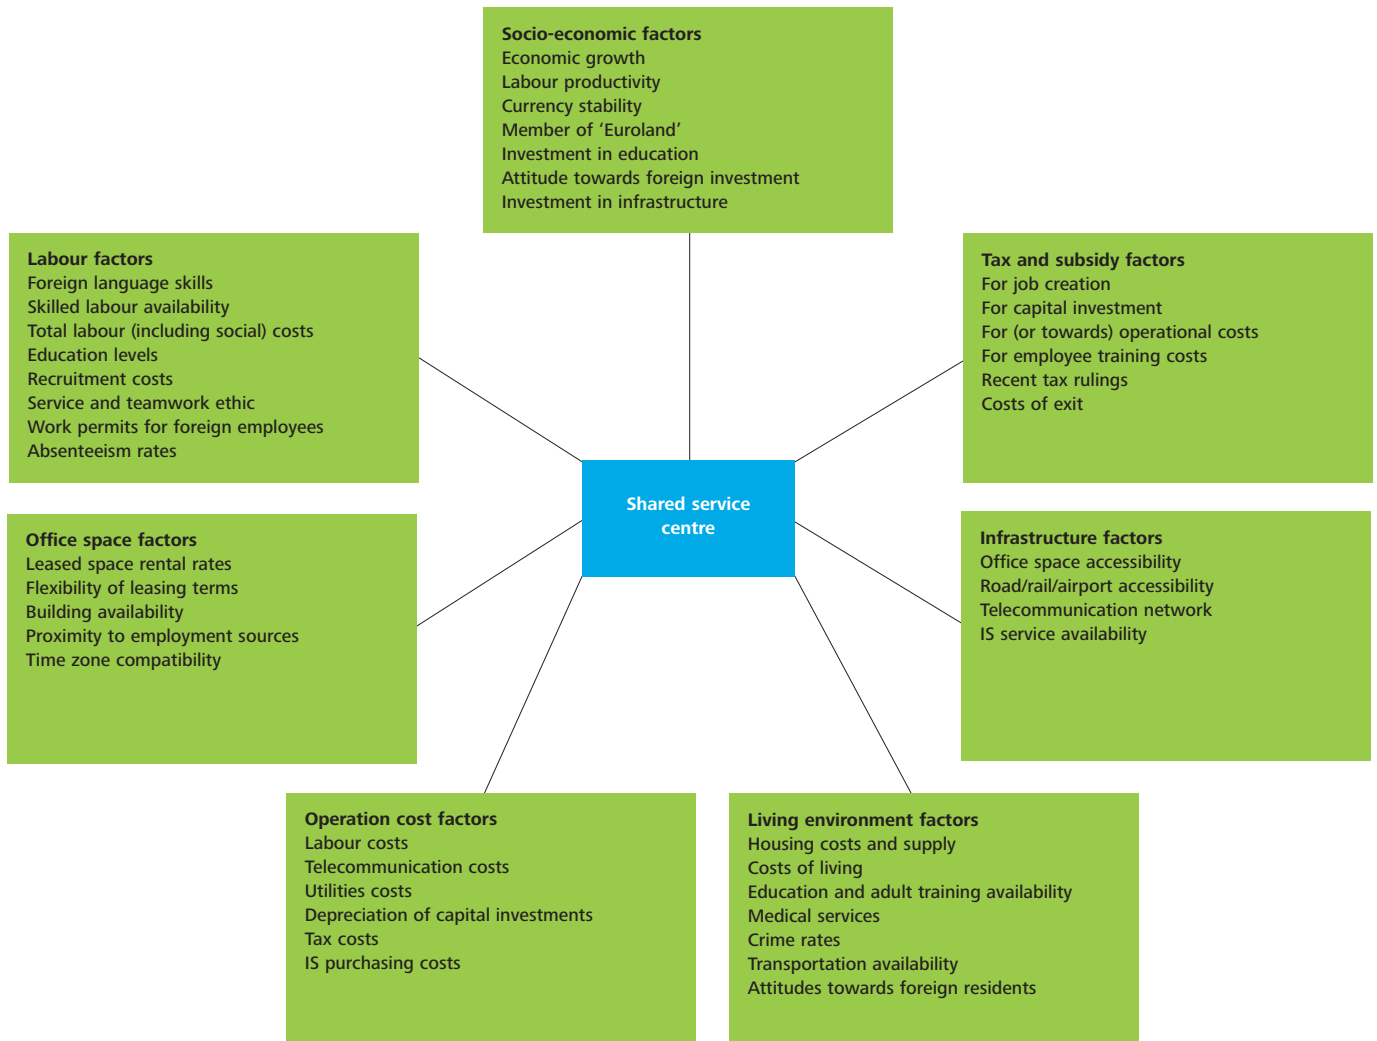 Socio-economic factors
Economic growth
Labour productivity
Currency stability
Member of ‘Euroland’
Investment in education
Attitude towards foreign investment
Investment in infrastructure
Labour factors
Foreign language skills
Skilled labour availability
Total labour (including social) costs
Education levels
Recruitment costs
Service and teamwork ethic
Work permits for foreign employees
Absenteeism rates
Tax and subsidy factors
For job creation
For capital investment
For (or towards) operational costs
For employee training costs
Recent tax rulings
Costs of exit
Shared service
centre
Office space factors
Leased space rental rates
Flexibility of leasing terms
Building availability
Proximity to employment sources
Time zone compatibility
Infrastructure factors
Office space accessibility
Road/rail/airport accessibility
Telecommunication network
IS service availability
Operation cost factors
Labour costs
Telecommunication costs
Utilities costs
Depreciation of capital investments
Tax costs
IS purchasing costs
Living environment factors
Housing costs and supply
Costs of living
Education and adult training availability
Medical services
Crime rates
Transportation availability
Attitudes towards foreign residents